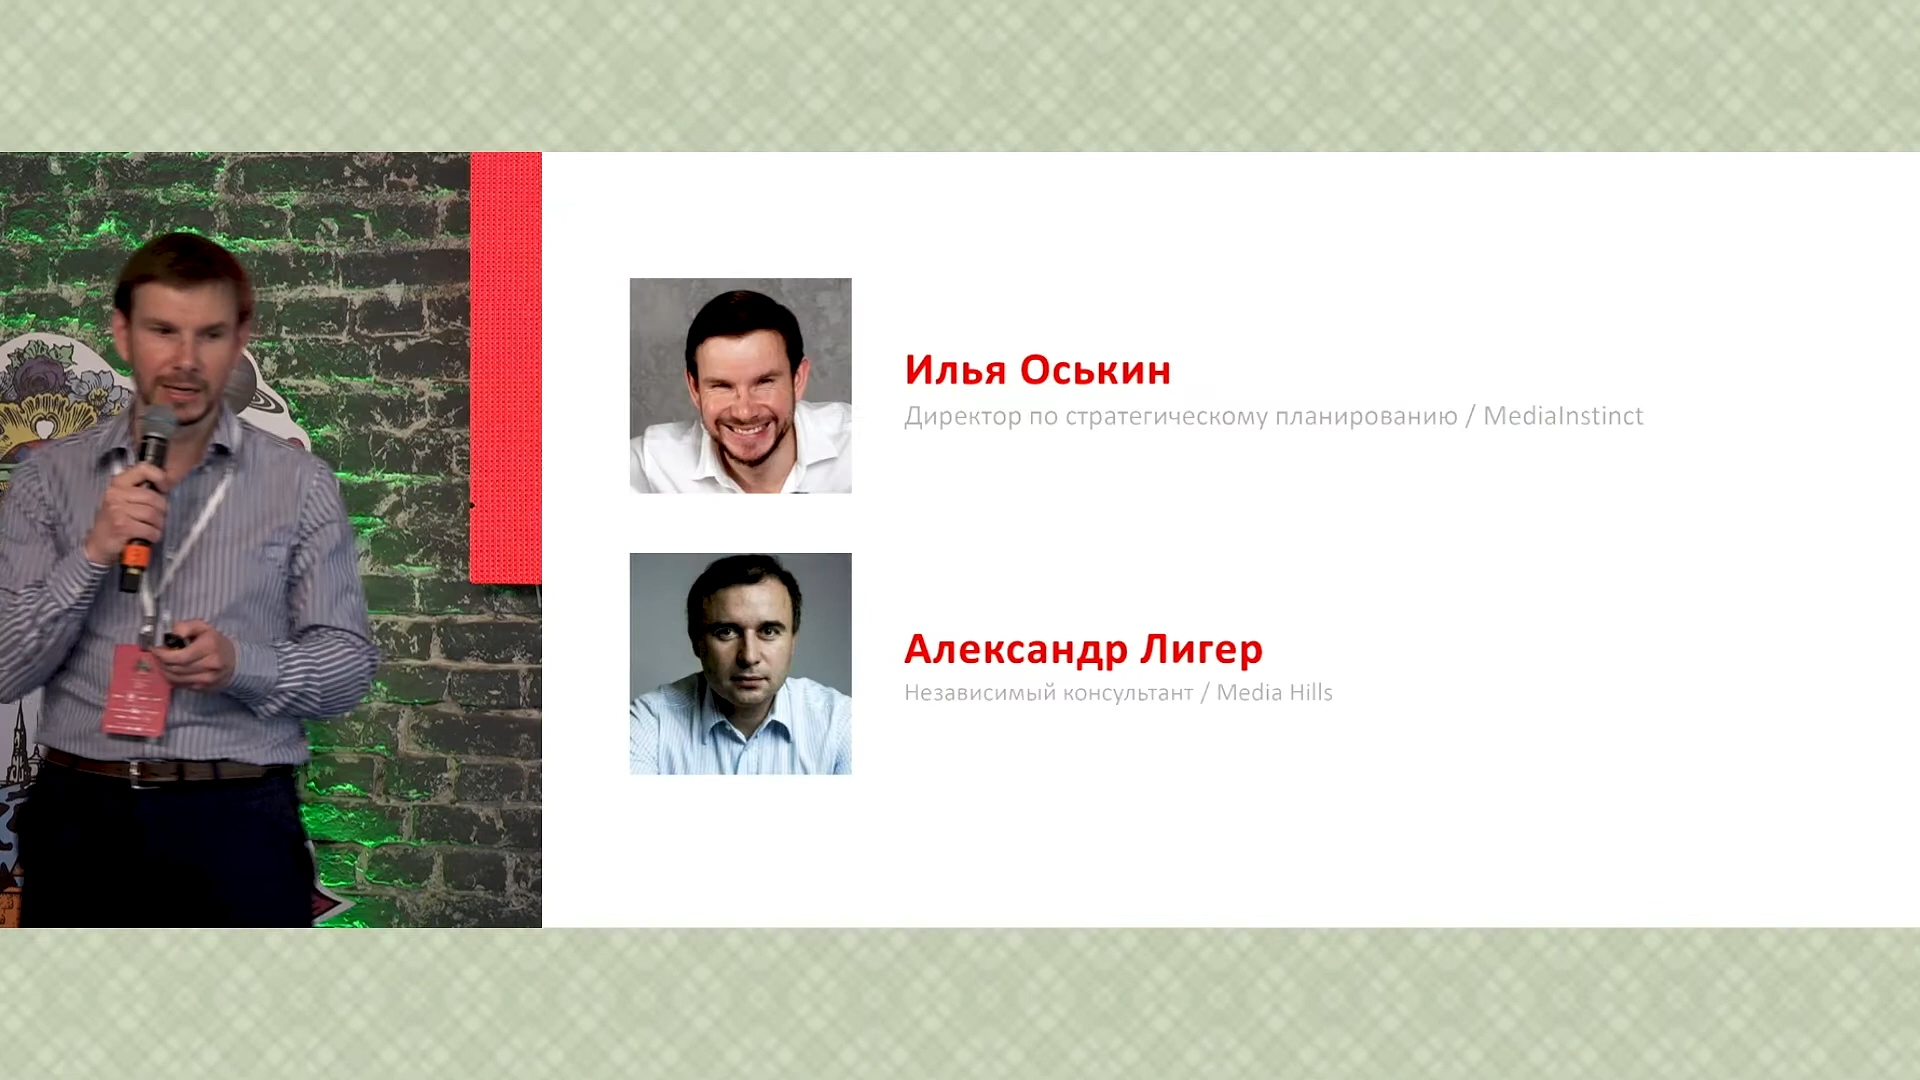 Илья Оськин
Директор по стратегическому планированию / MediaInstinct
Александр Лигер
Независимый консультант / Media Hills